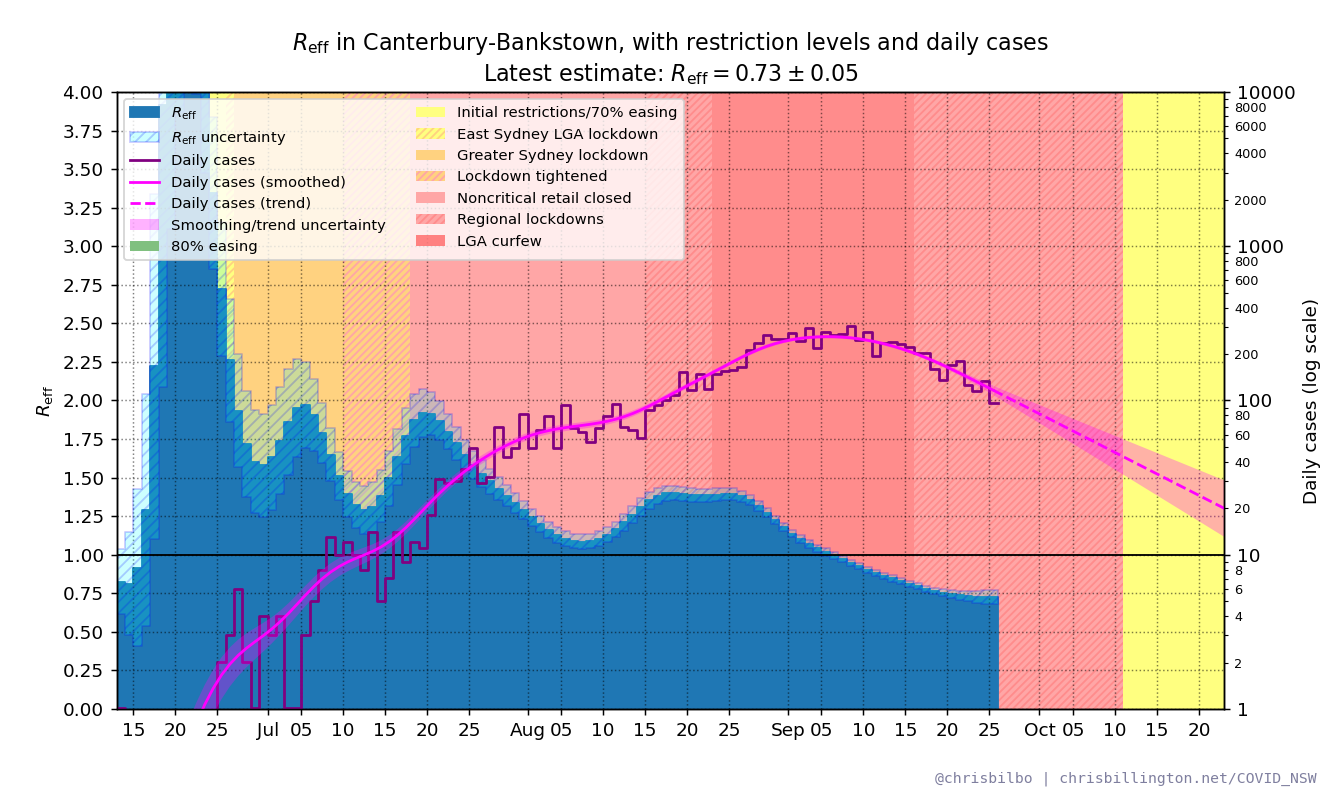 Reff in Canterbury-Bankstown, with restriction levels and daily cases
Latest estimate: Reff = 0.73 ± 0.05
Reff
Reff uncertainty
Daily cases
Daily cases (smoothed)
Daily cases (trend)
Smoothing/trend uncertainty
80% easing
Initial restrictions/70% easing
East Sydney LGA lockdown
Greater Sydney lockdown
Lockdown tightened
Noncritical retail closed
Regional lockdowns
LGA curfew
Reff
4.00
3.75
3.50
3.25
3.00
2.75
2.50
2.25
2.00
1.75
1.50
1.25
1.00
0.75
0.50
0.25
0.00
10000
8000
6000
4000
2000
1000
800
600
400
200
100
80
60
40
20
10
8
6
4
2
1
Daily cases (log scale)
15 20 25 Jul 05 10 15 20 25 Aug 05 10 15 20 25 Sep 05 10 15 20 25 Oct 05 10 15 20
@chrisbilbo | chrisbillington.net/COVID_NSW